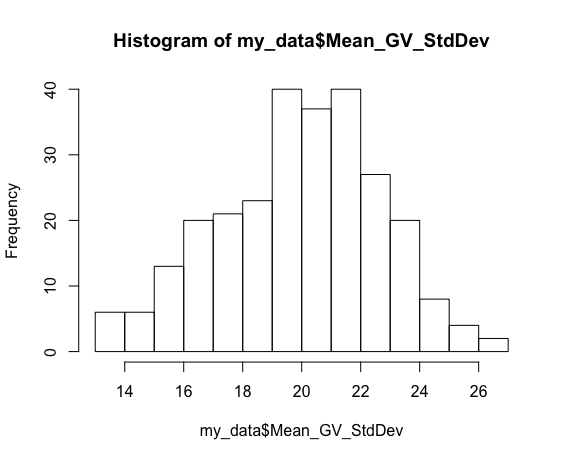 Histogram of my_data$Mean_GV_StdDev
Frequency
40
30
20
10
0
14 16 18 20 22 24 26
my_data$Mean_GV_StdDev